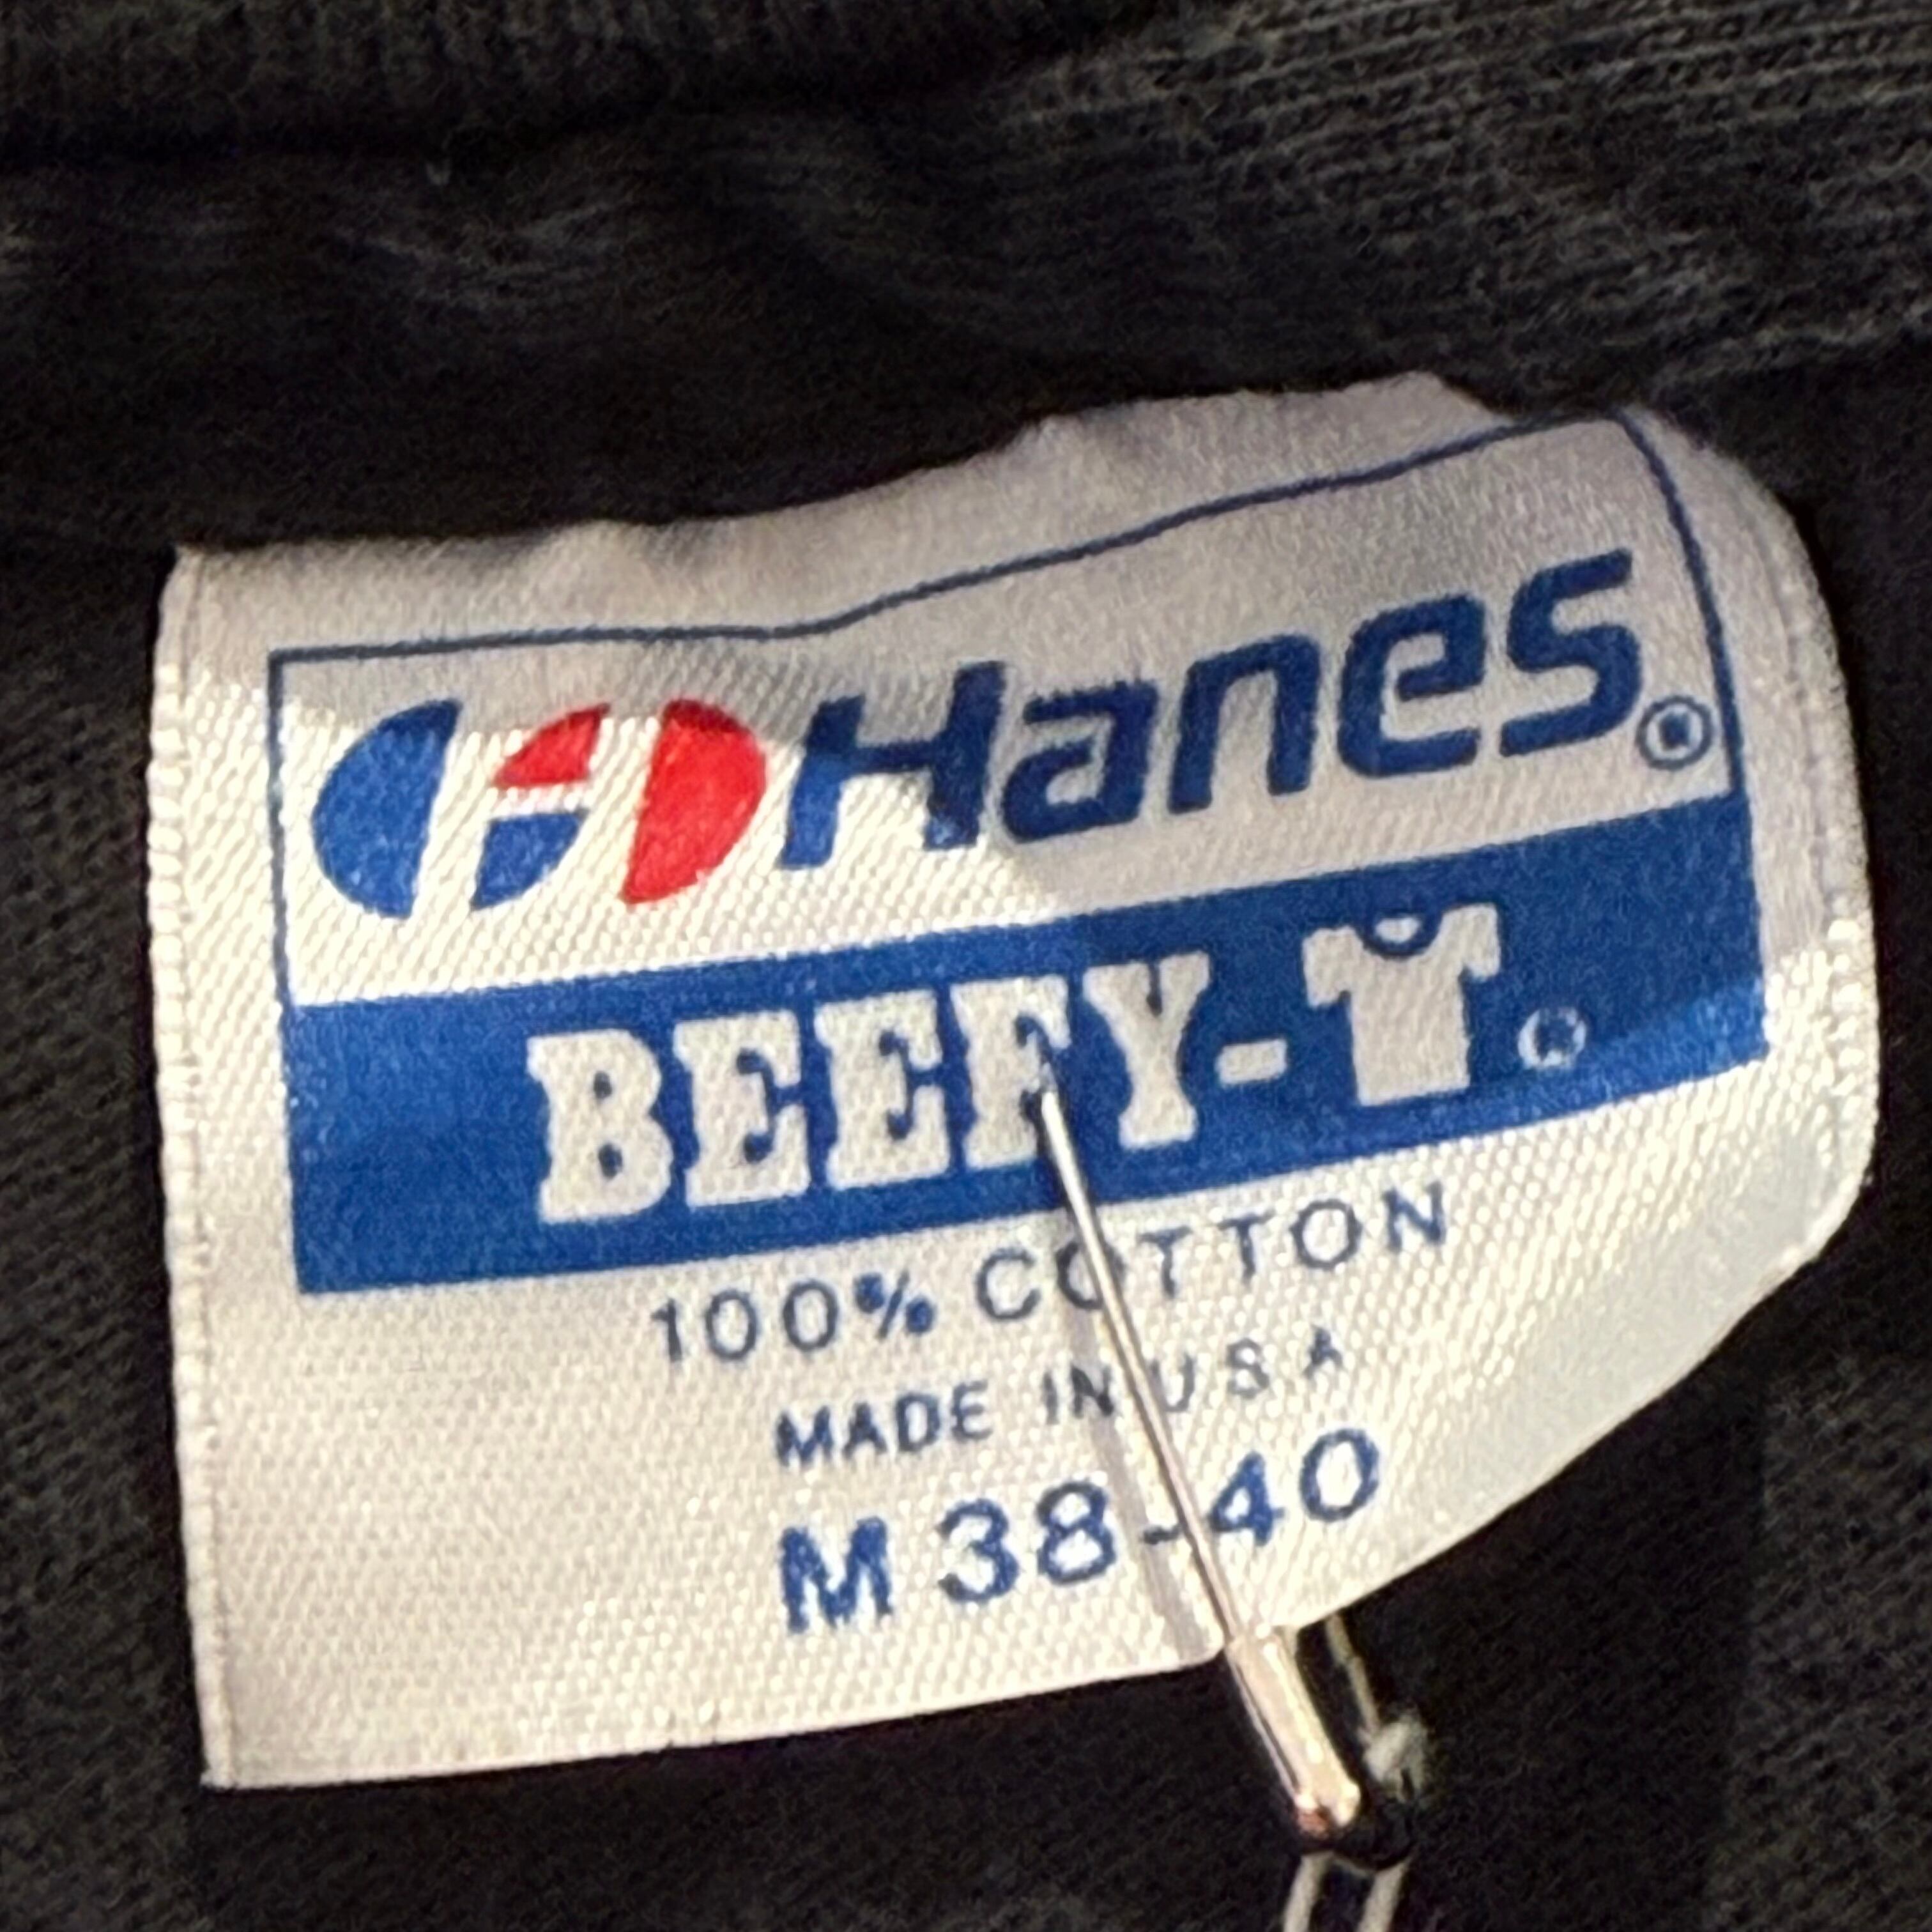 Hanes®
BEEFY-T®
100% COTTON
MADE IN USA
M 38-40